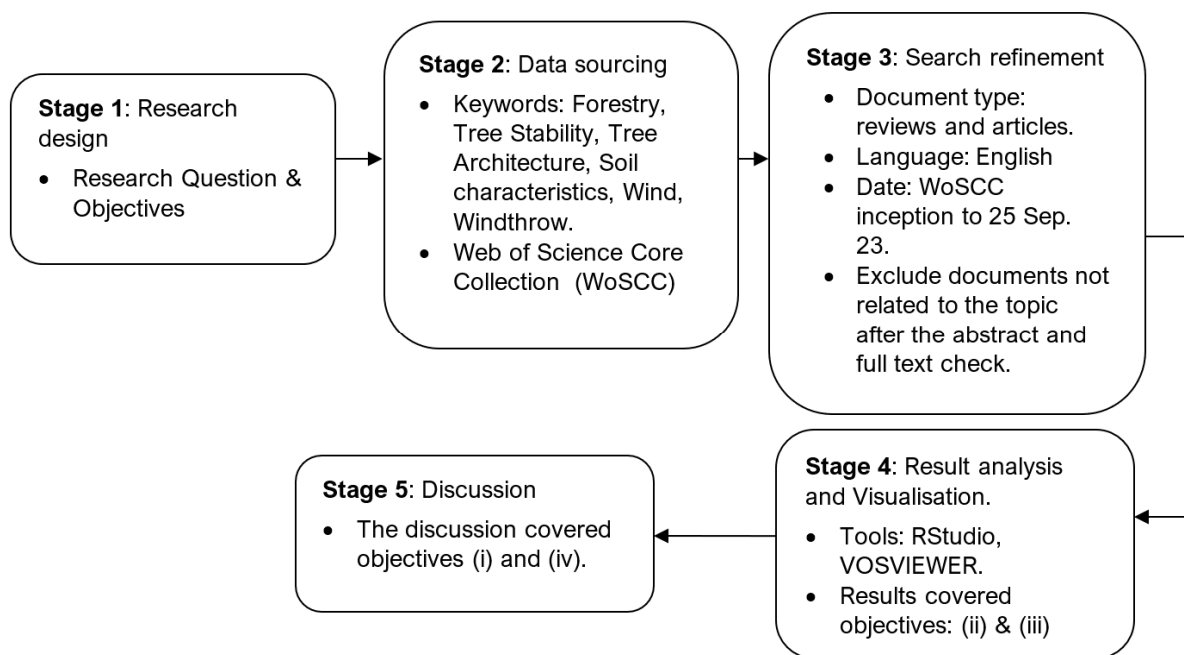 Stage 1: Research
design
• Research Question &
Objectives
Stage 2: Data sourcing
• Keywords: Forestry,
Tree Stability, Tree
Architecture, Soil
characteristics, Wind,
Windthrow.
• Web of Science Core
Collection (WoSCC)
Stage 3: Search refinement
• Document type:
reviews and articles.
• Language: English
• Date: WoSCC
inception to 25 Sep.
23.
• Exclude documents not
related to the topic
after the abstract and
full text check.
Stage 4: Result analysis
and Visualisation.
• Tools: RStudio,
VOSVIEWER.
• Results covered
objectives: (ii) & (iii)
Stage 5: Discussion
• The discussion covered
objectives (i) and (iv).